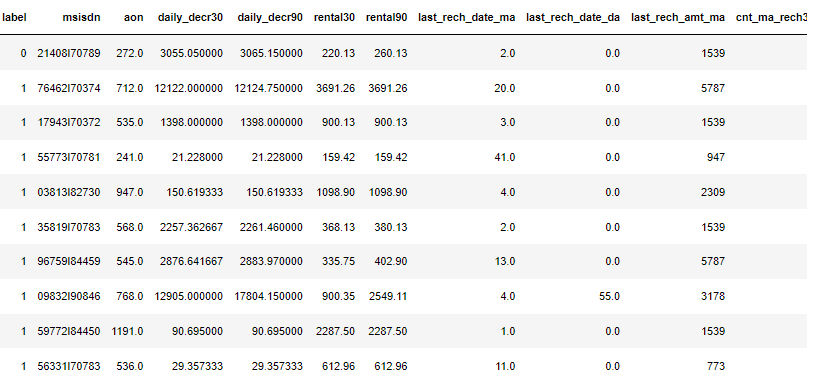 label msisdn aon daily_decr30 daily_decr90 rental30 rental90 last_rech_date_ma last_rech_date_da last_rech_amt_ma cnt_ma_rech3
0 21408I70789 272.0 3055.050000 3065.150000 220.13 260.13 2.0 0.0 1539
1 76462I70374 712.0 12122.000000 12124.750000 3691.26 3691.26 20.0 0.0 5787
1 17943I70372 535.0 1398.000000 1398.000000 900.13 900.13 3.0 0.0 1539
1 55773I70781 241.0 21.228000 21.228000 159.42 159.42 41.0 0.0 947
1 03813I82730 947.0 150.619333 150.619333 1098.90 1098.90 4.0 0.0 2309
1 35819I70783 568.0 2257.362667 2261.460000 368.13 380.13 2.0 0.0 1539
1 96759I84459 545.0 2876.641667 2883.970000 335.75 402.90 13.0 0.0 5787
1 09832I90846 768.0 12905.000000 17804.150000 900.35 2549.11 4.0 55.0 3178
1 59772I84450 1191.0 90.695000 90.695000 2287.50 2287.50 1.0 0.0 1539
1 56331I70783 536.0 29.357333 29.357333 612.96 612.96 11.0 0.0 773